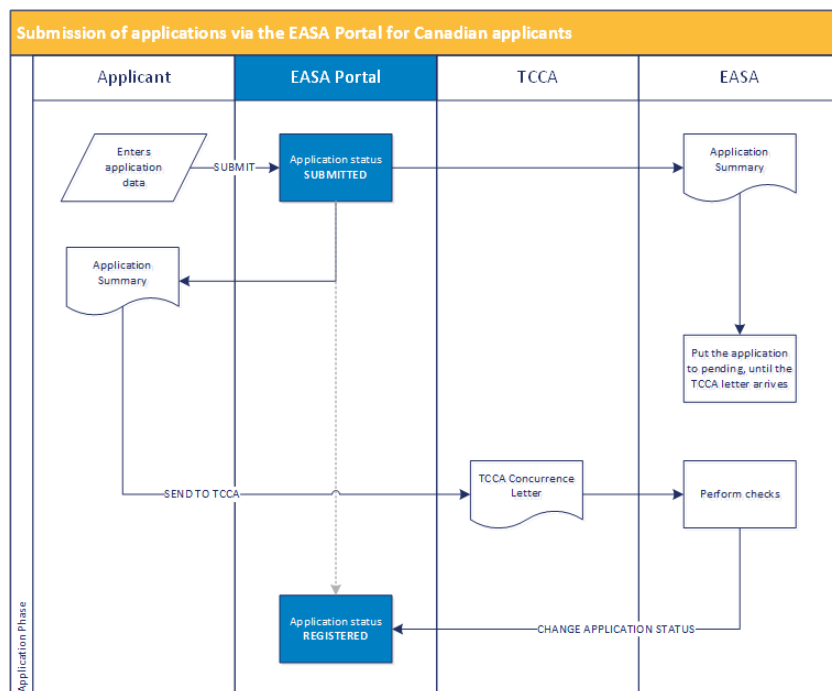 Submission of applications via the EASA Portal for Canadian applicants
Applicant
EASA Portal
TCCA
EASA
Enters
application
data
SUBMIT
Application status
SUBMITTED
Application
Summary
Application
Summary
Put the application
to pending, until the
TCCA letter arrives
SEND TO TCCA
TCCA Concurrence
Letter
Perform checks
Application status
REGISTERED
CHANGE APPLICATION STATUS
Application Phase